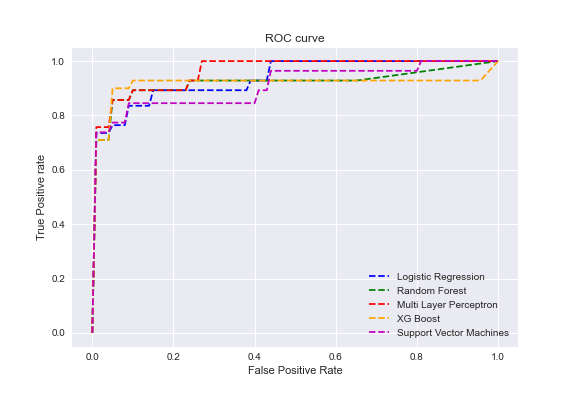 ROC curve
True Positive rate
1.0
0.8
0.6
0.4
0.2
0.0
Logistic Regression
Random Forest
Multi Layer Perceptron
XG Boost
Support Vector Machines
0.0 0.2 0.4 0.6 0.8 1.0
False Positive Rate